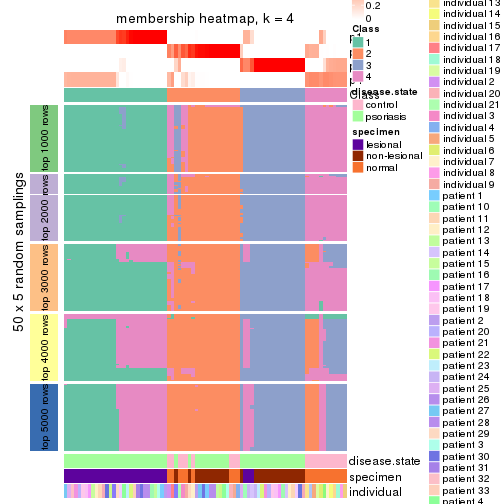 membership heatmap, k = 4
0.2
0
Class
1
2
3
4
disease.state
control
psoriasis
specimen
lesional
non-lesional
normal
Class
50 x 5 random samplings
top 1000 rows
top 2000 rows
top 3000 rows
top 4000 rows
top 5000 rows
disease.state
specimen
individual
individual 13
individual 14
individual 15
individual 16
individual 17
individual 18
individual 19
individual 2
individual 20
individual 21
individual 3
individual 4
individual 5
individual 6
individual 7
individual 8
individual 9
patient 1
patient 10
patient 11
patient 12
patient 13
patient 14
patient 15
patient 16
patient 17
patient 18
patient 19
patient 2
patient 20
patient 21
patient 22
patient 23
patient 24
patient 25
patient 26
patient 27
patient 28
patient 29
patient 3
patient 30
patient 31
patient 32
patient 33
patient 4